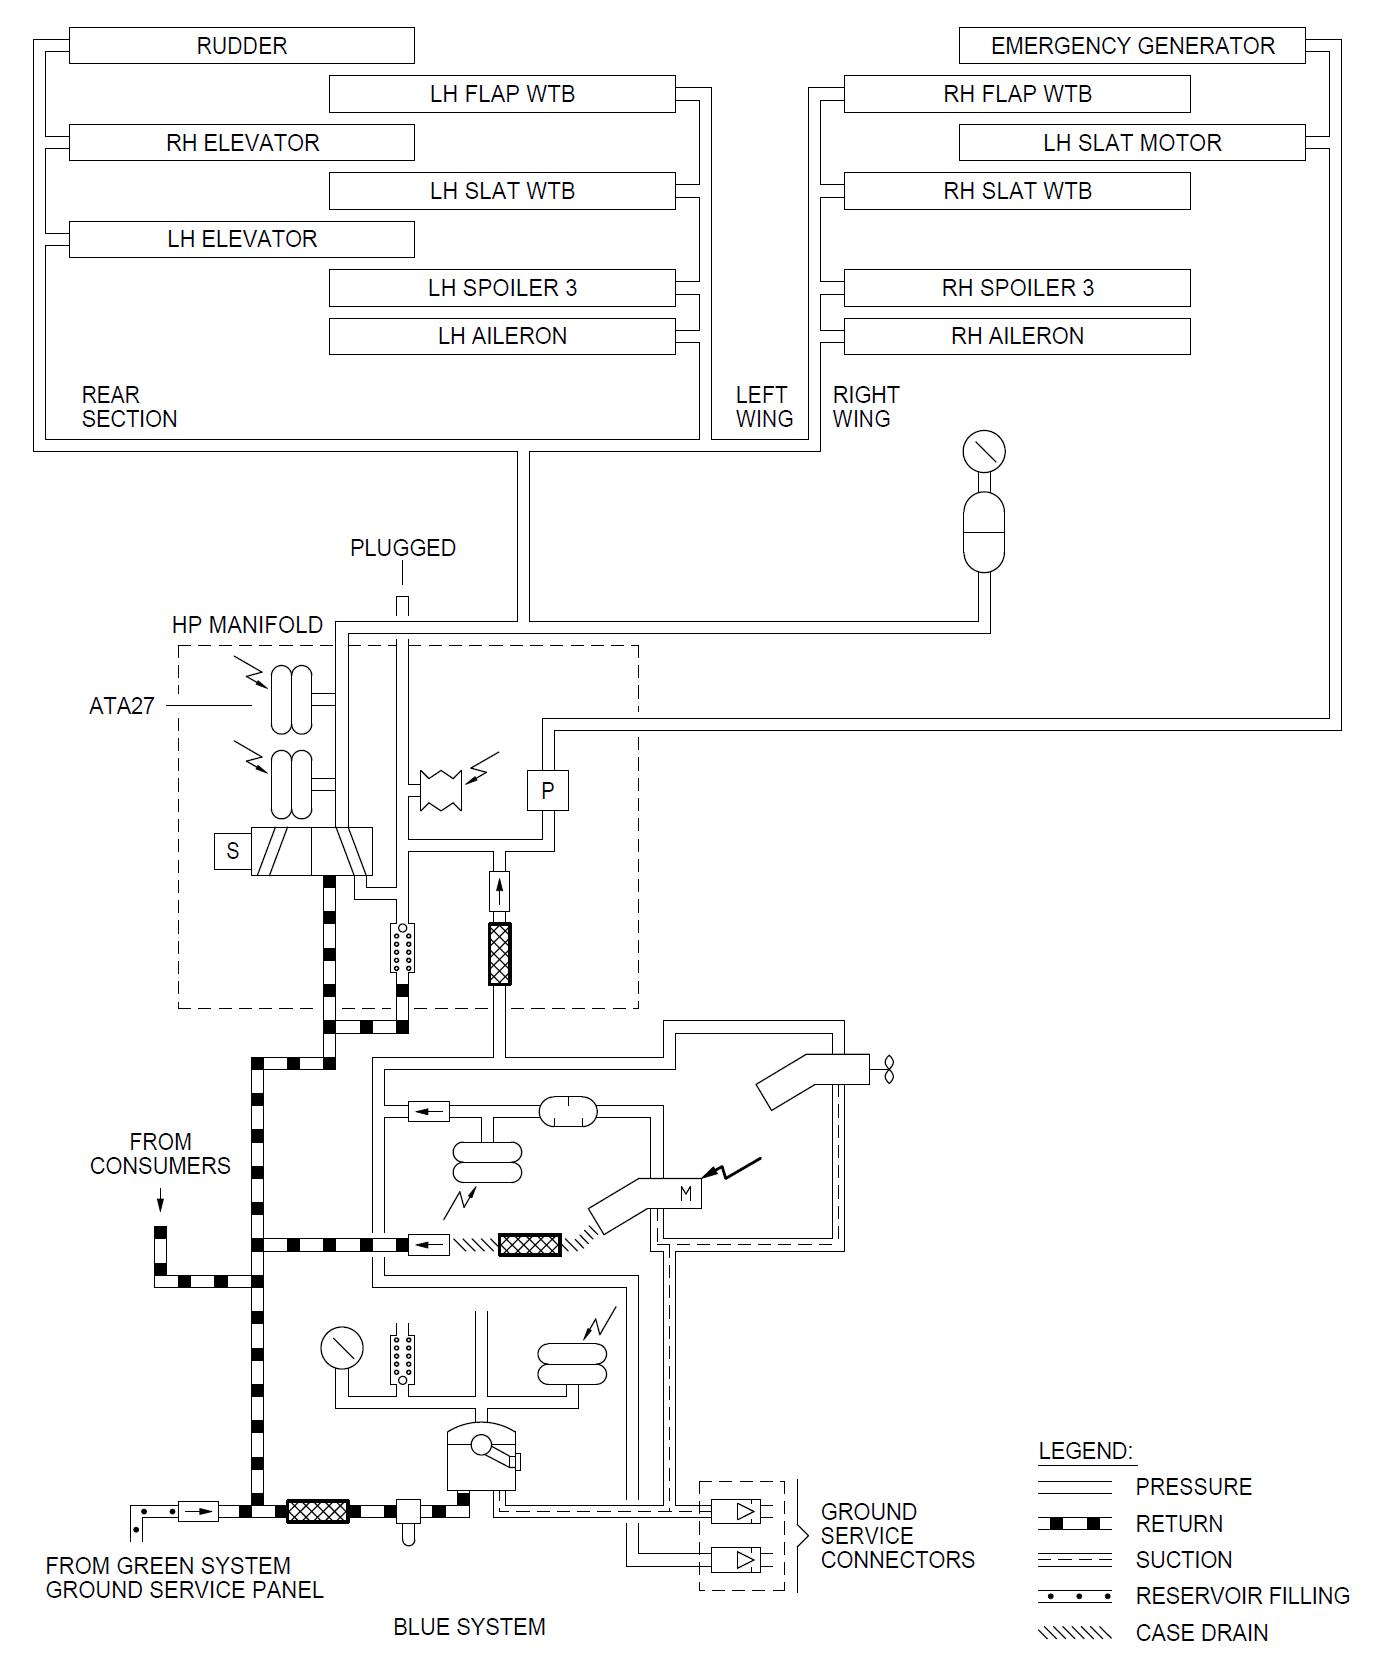 RUDDER
EMERGENCY GENERATOR
LH FLAP WTB
RH FLAP WTB
RH ELEVATOR
LH SLAT MOTOR
LH SLAT WTB
RH SLAT WTB
LH ELEVATOR
LH SPOILER 3
RH SPOILER 3
LH AILERON
RH AILERON
REAR
SECTION
LEFT
WING
RIGHT
WING
PLUGGED
HP MANIFOLD
ATA27
P
S
FROM
CONSUMERS
M
LEGEND:
PRESSURE
RETURN
SUCTION
RESERVOIR FILLING
CASE DRAIN
GROUND
SERVICE
CONNECTORS
FROM GREEN SYSTEM
GROUND SERVICE PANEL
BLUE SYSTEM